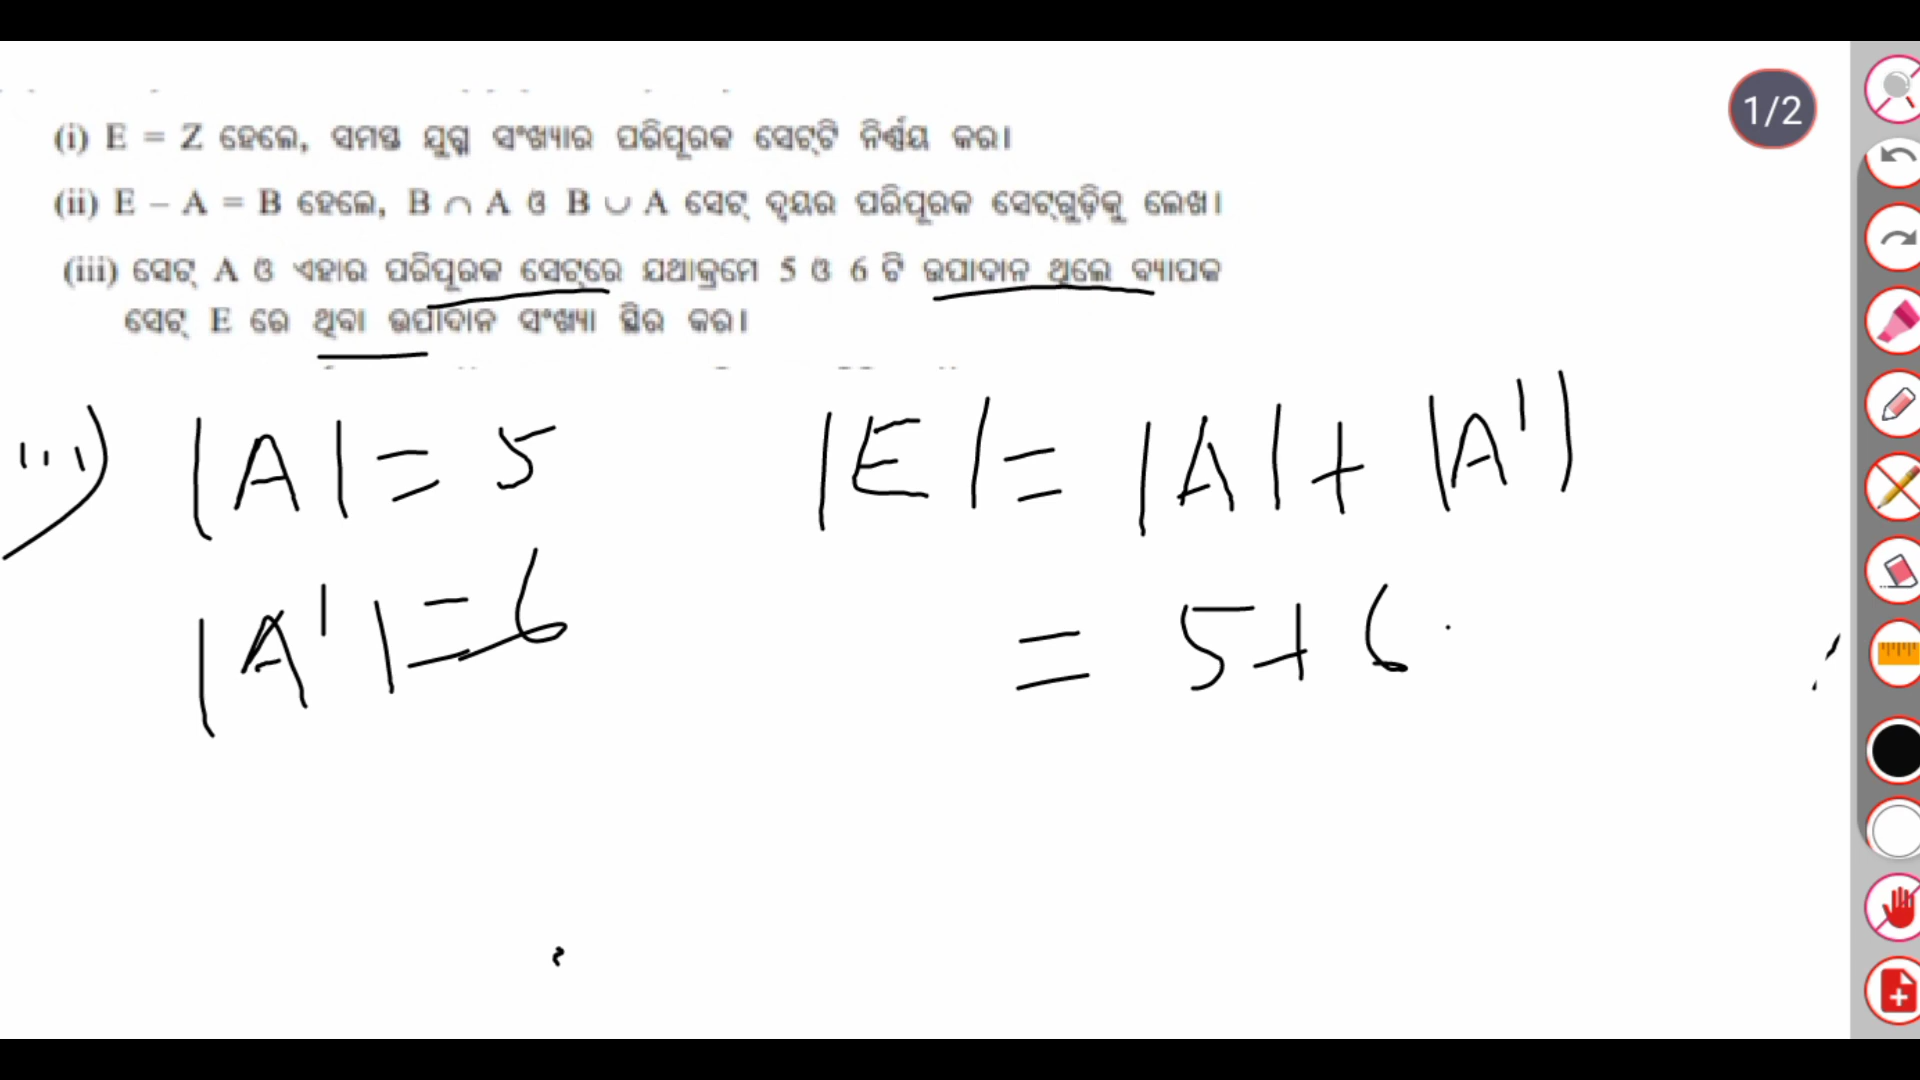 1/2
(i) E = Z ହେଲେ, ସମସ୍ତ ଯୁଗ୍ମ ସଂଖ୍ୟାର ପରିପୂରକ ସେଟ୍‌ଟି ନିର୍ଣ୍ଣୟ କର।
(ii) E – A = B ହେଲେ, B ∩ A ଓ B ∪ A ସେଟ୍ ଦ୍ୱୟର ପରିପୂରକ ସେଟ୍‌ଗୁଡ଼ିକୁ ଲେଖ।
(iii) ସେଟ୍ A ଓ ଏହାର ପରିପୂରକ ସେଟ୍‌ରେ ଯଥାକ୍ରମେ 5 ଓ 6 ଟି ଉପାଦାନ ଥିଲେ ବ୍ୟାପକ
ସେଟ୍ E ରେ ଥିବା ଉପାଦାନ ସଂଖ୍ୟା ସ୍ଥିର କର।
iii) |A| = 5 |E| = |A| + |A'|
|A'| = 6 = 5+6